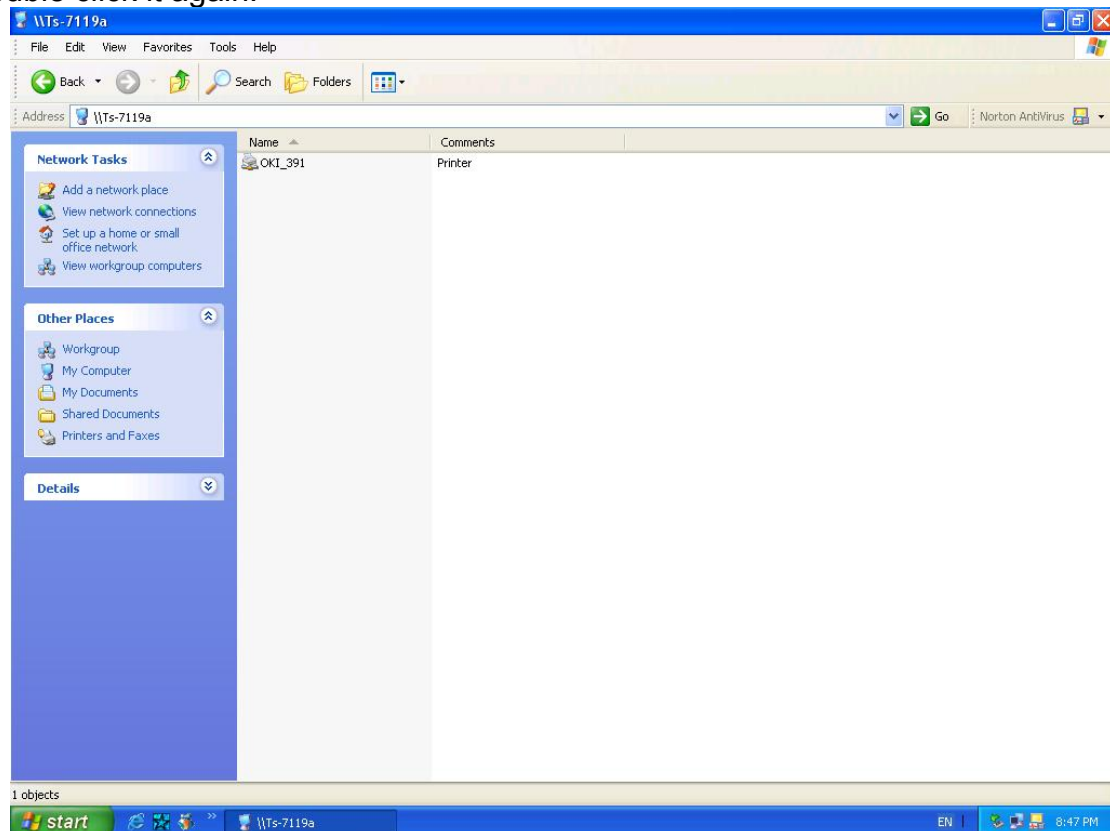 \\Ts-7119a
File Edit View Favorites Tools Help
Back Search Folders
Address \\Ts-7119a Go Norton AntiVirus
Name Comments
OKI_391 Printer
Network Tasks
Add a network place
View network connections
Set up a home or small
office network
View workgroup computers
Other Places
Workgroup
My Computer
My Documents
Shared Documents
Printers and Faxes
Details
1 objects
start \\Ts-7119a EN 8:47 PM